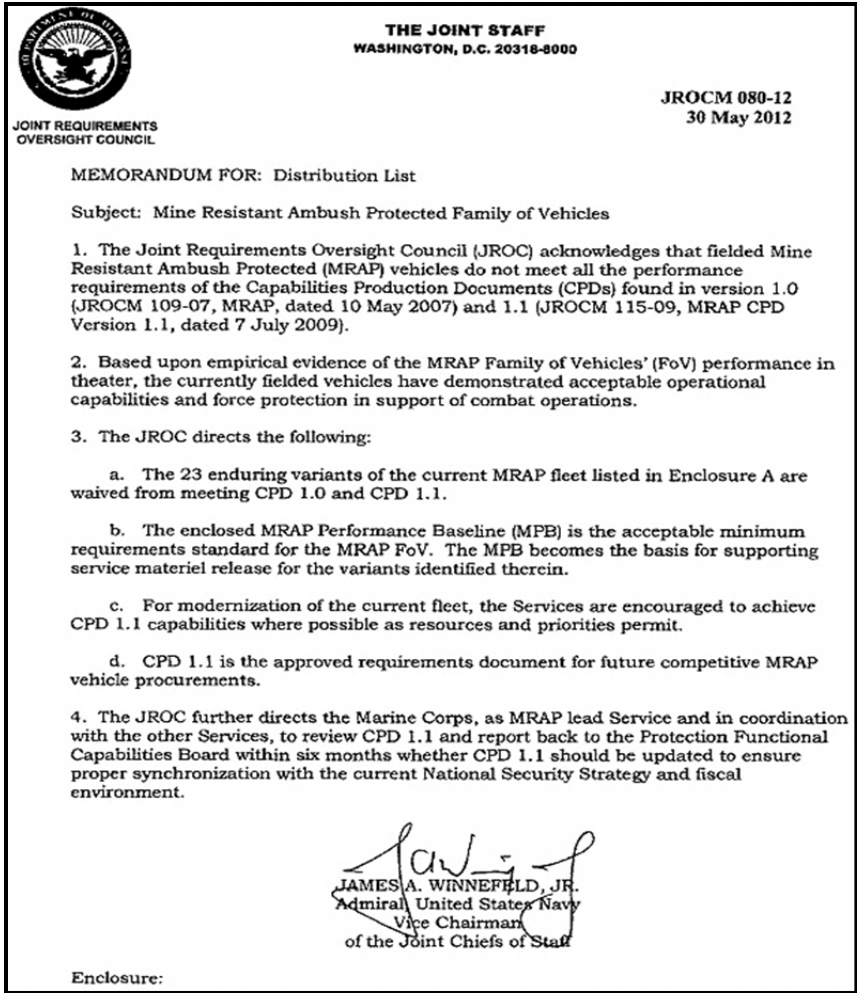 THE JOINT STAFF
WASHINGTON, D.C. 20318-8000
DEPARTMENT OF DEFENSE
JOINT REQUIREMENTS
OVERSIGHT COUNCIL
JROCM 080-12
30 May 2012
MEMORANDUM FOR: Distribution List
Subject: Mine Resistant Ambush Protected Family of Vehicles
1. The Joint Requirements Oversight Council (JROC) acknowledges that fielded Mine
Resistant Ambush Protected (MRAP) vehicles do not meet all the performance
requirements of the Capabilities Production Documents (CPDs) found in version 1.0
(JROCM 109-07, MRAP, dated 10 May 2007) and 1.1 (JROCM 115-09, MRAP CPD
Version 1.1, dated 7 July 2009).
2. Based upon empirical evidence of the MRAP Family of Vehicles' (FoV) performance in
theater, the currently fielded vehicles have demonstrated acceptable operational
capabilities and force protection in support of combat operations.
3. The JROC directs the following:
a. The 23 enduring variants of the current MRAP fleet listed in Enclosure A are
waived from meeting CPD 1.0 and CPD 1.1.
b. The enclosed MRAP Performance Baseline (MPB) is the acceptable minimum
requirements standard for the MRAP FoV. The MPB becomes the basis for supporting
service materiel release for the variants identified therein.
c. For modernization of the current fleet, the Services are encouraged to achieve
CPD 1.1 capabilities where possible as resources and priorities permit.
d. CPD 1.1 is the approved requirements document for future competitive MRAP
vehicle procurements.
4. The JROC further directs the Marine Corps, as MRAP lead Service and in coordination
with the other Services, to review CPD 1.1 and report back to the Protection Functional
Capabilities Board within six months whether CPD 1.1 should be updated to ensure
proper synchronization with the current National Security Strategy and fiscal
environment.
JAMES A. WINNEFELD, JR.
Admiral, United States Navy
Vice Chairman
of the Joint Chiefs of Staff
Enclosure: